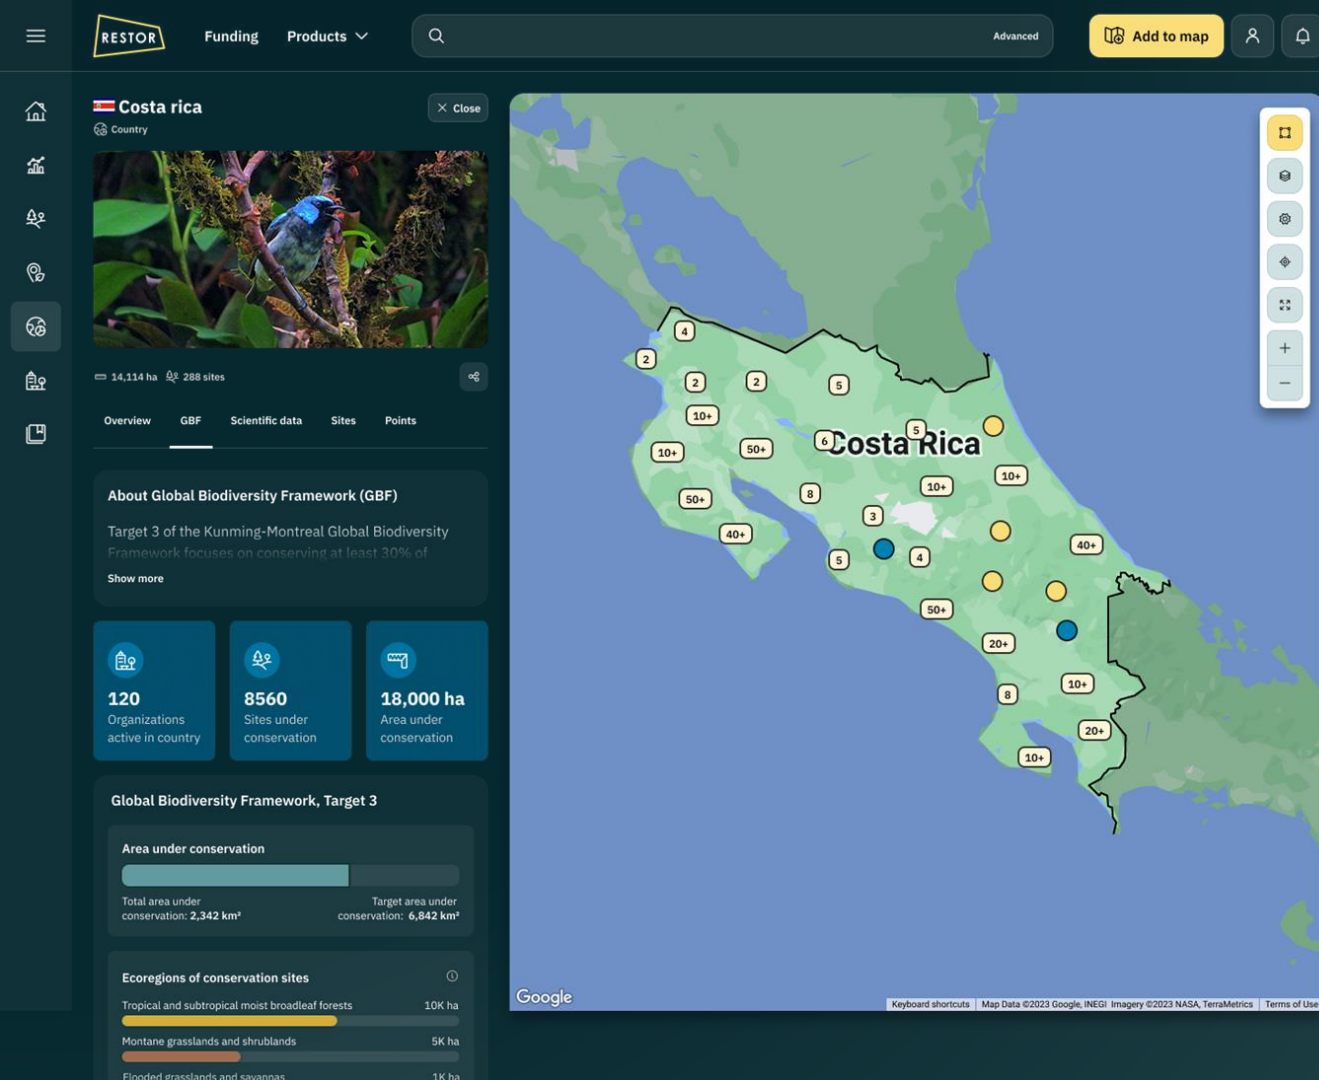 RESTOR
Funding
Products
Advanced
Add to map
Costa rica
Close
Country
14,114 ha
288 sites
Overview
GBF
Scientific data
Sites
Points
About Global Biodiversity Framework (GBF)
Target 3 of the Kunming-Montreal Global Biodiversity
Framework focuses on conserving at least 30% of
Show more
120
Organizations
active in country
8560
Sites under
conservation
18,000 ha
Area under
conservation
Global Biodiversity Framework, Target 3
Area under conservation
Total area under
conservation: 2,342 km²
Target area under
conservation: 6,842 km²
Ecoregions of conservation sites
Tropical and subtropical moist broadleaf forests
10K ha
Montane grasslands and shrublands
5K ha
Flooded grasslands and savannas
1K ha
4
2
2
2
5
10+
5
6
Costa Rica
10+
50+
10+
8
10+
50+
3
40+
40+
5
4
50+
20+
10+
8
20+
10+
Google
Keyboard shortcuts
Map Data ©2023 Google, INEGI Imagery ©2023 NASA, TerraMetrics
Terms of Use